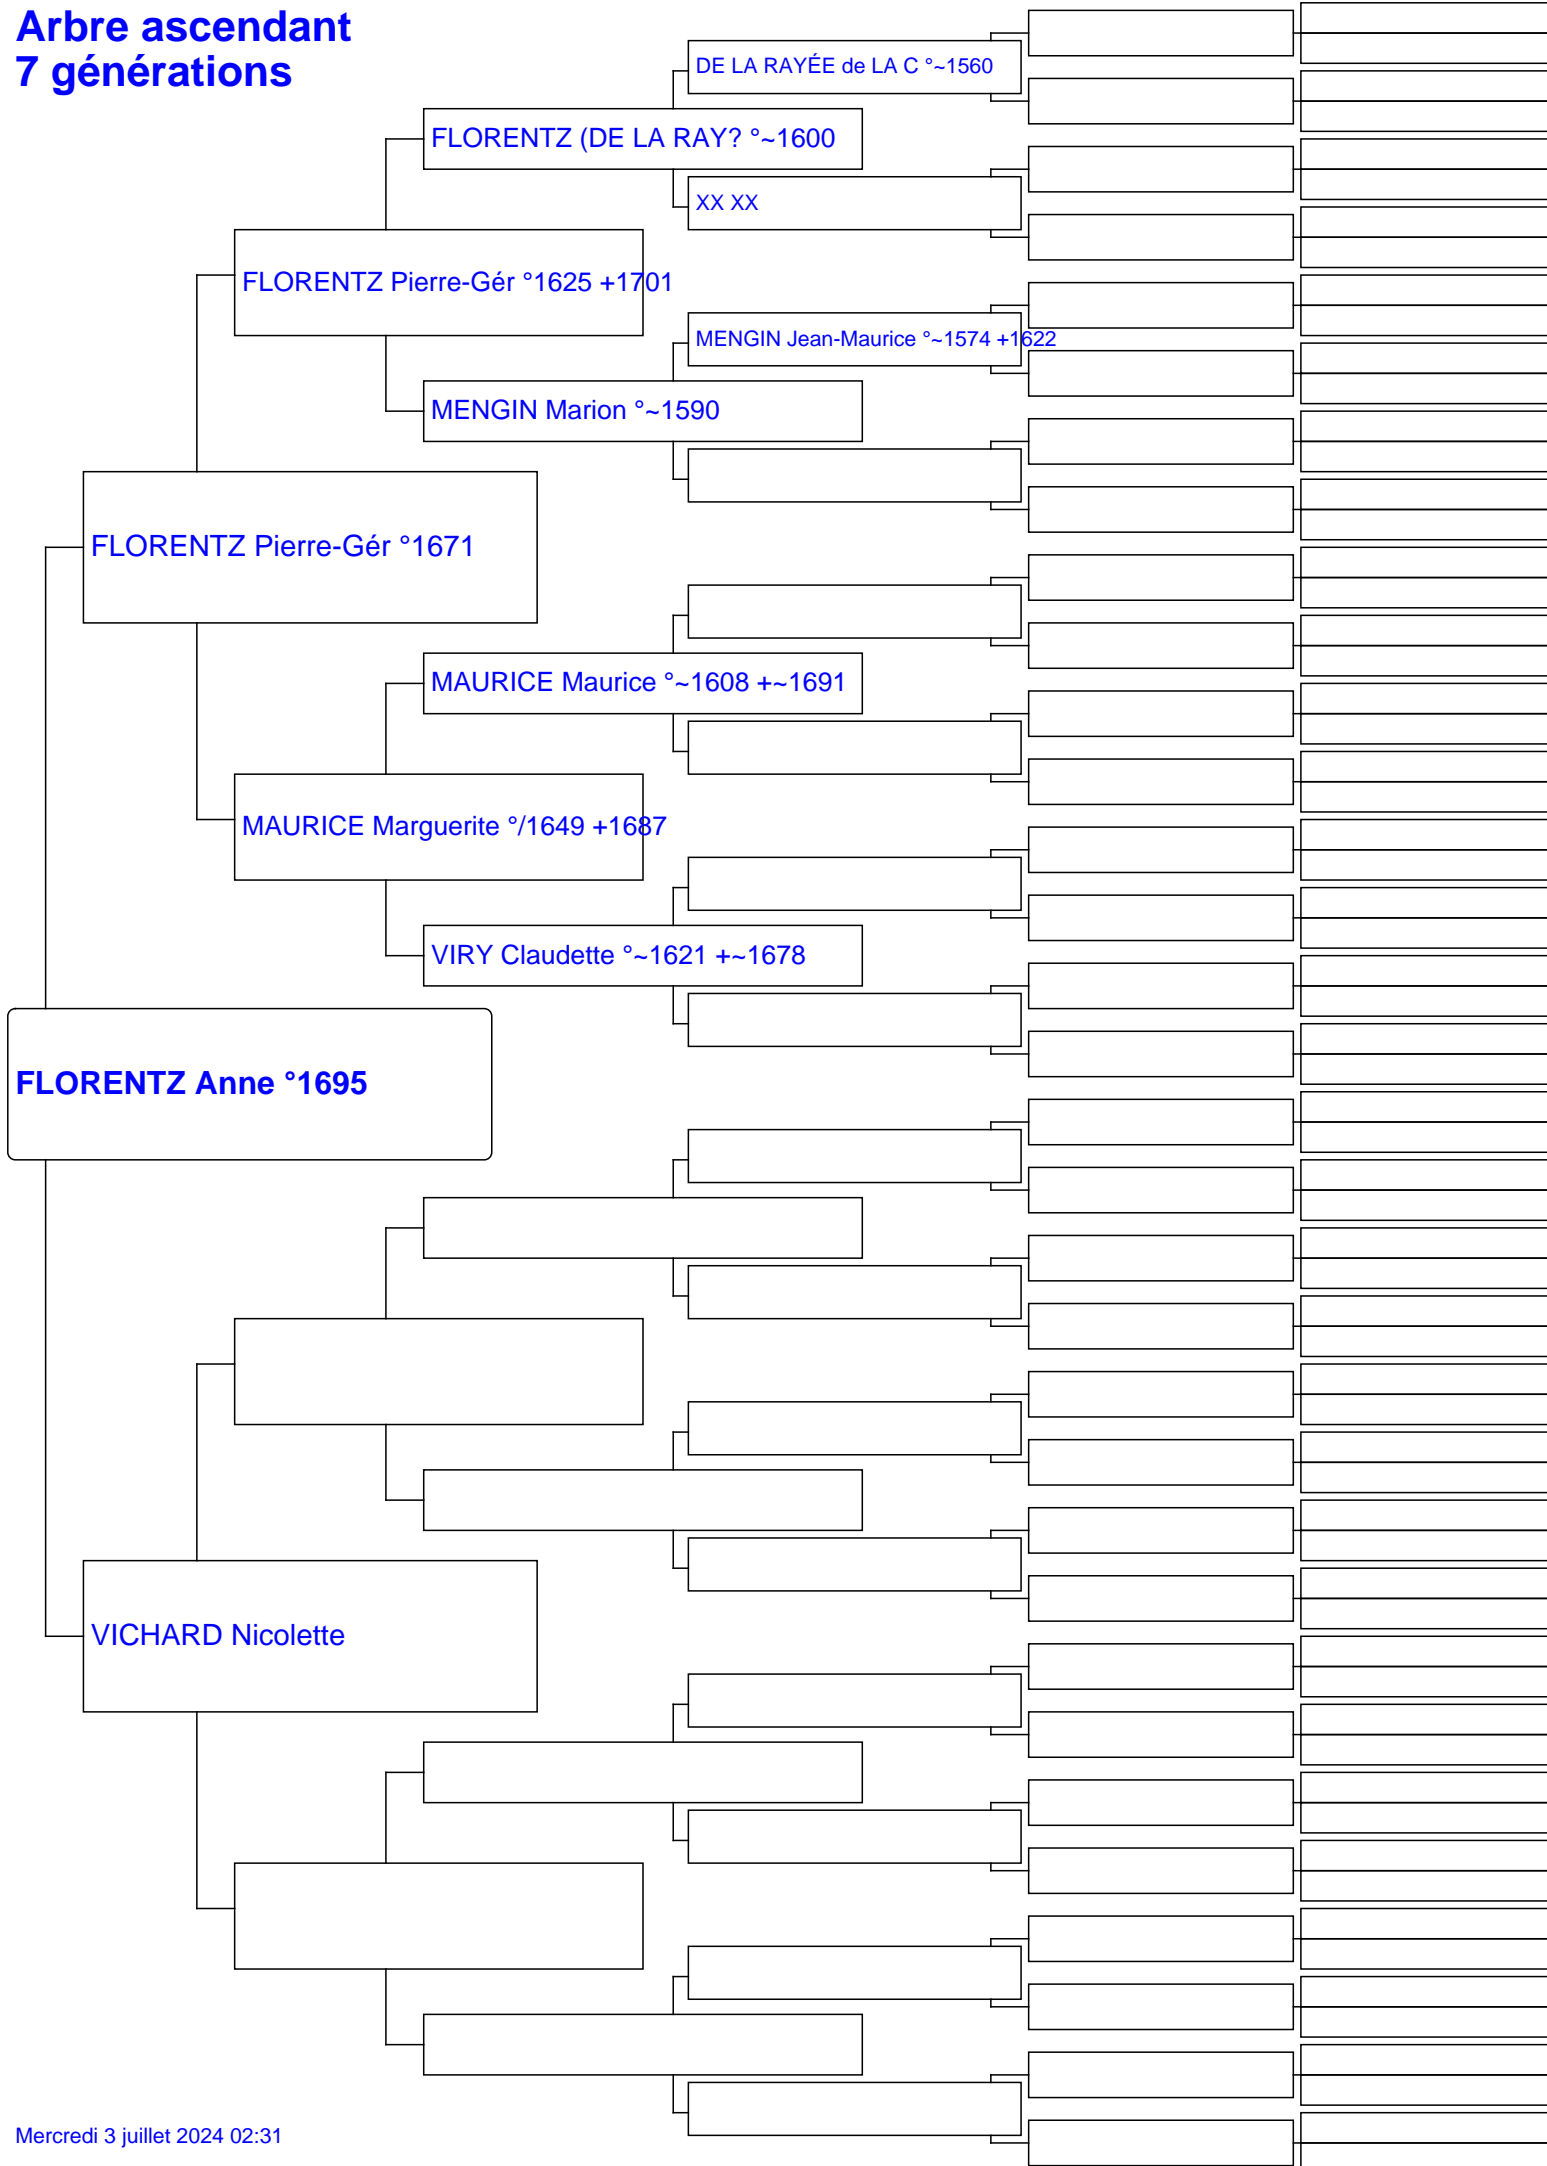 Arbre ascendant
7 générations
DE LA RAYÉE de LA C °~1560
FLORENTZ (DE LA RAY? °~1600
XX XX
FLORENTZ Pierre-Gér °1625 +1701
MENGIN Jean-Maurice °~1574 +1622
MENGIN Marion °~1590
FLORENTZ Pierre-Gér °1671
MAURICE Maurice °~1608 +~1691
MAURICE Marguerite °/1649 +1687
VIRY Claudette °~1621 +~1678
FLORENTZ Anne °1695
VICHARD Nicolette
Mercredi 3 juillet 2024 02:31